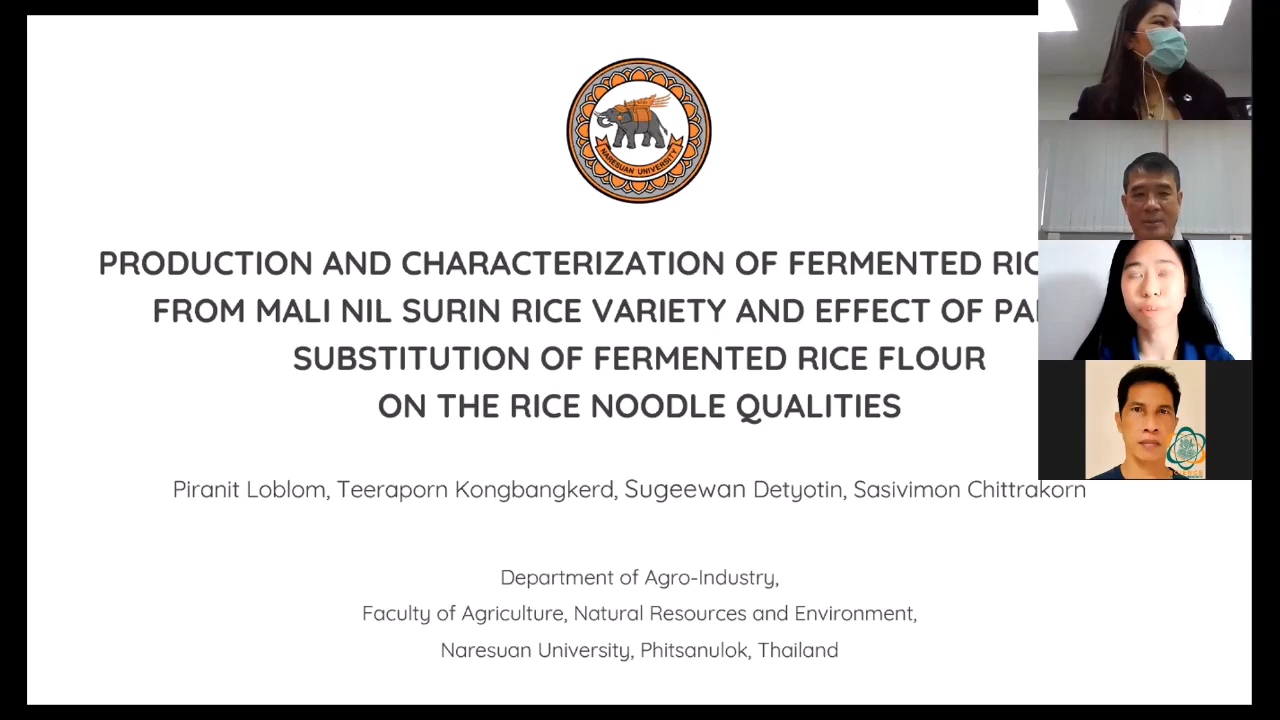 NARESUAN UNIVERSITY
PRODUCTION AND CHARACTERIZATION OF FERMENTED
FROM MALI NIL SURIN RICE VARIETY AND EFFECT OF
SUBSTITUTION OF FERMENTED RICE FLOUR
ON THE RICE NOODLE QUALITIES
Piranit Loblom, Teeraporn Kongbangkerd, Sugeewan Detyotin, Sasivimon Chittrakorn
Department of Agro-Industry,
Faculty of Agriculture, Natural Resources and Environment,
Naresuan University, Phitsanulok, Thailand